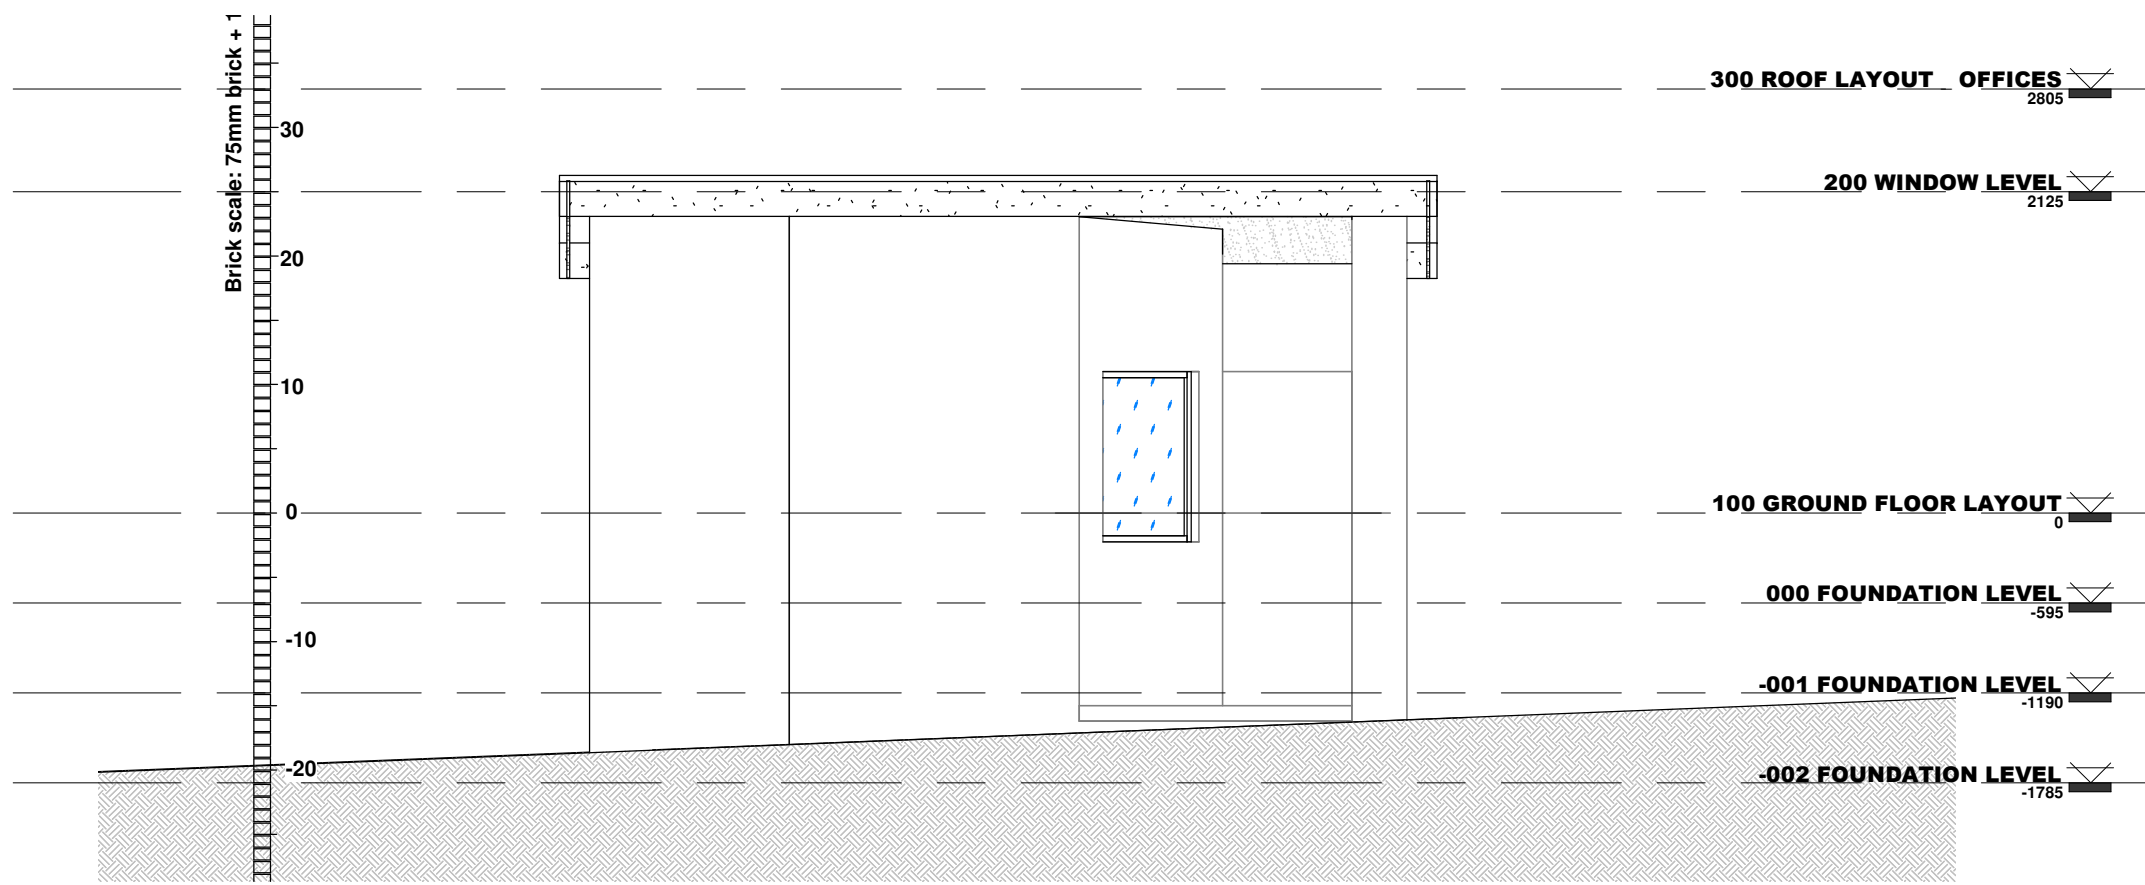 Brick scale: 75mm brick + 1
30
20
10
0
-10
-20
300 ROOF LAYOUT _ OFFICES
2805
200 WINDOW LEVEL
2125
100 GROUND FLOOR LAYOUT
0
000 FOUNDATION LEVEL
-595
-001 FOUNDATION LEVEL
-1190
-002 FOUNDATION LEVEL
-1785